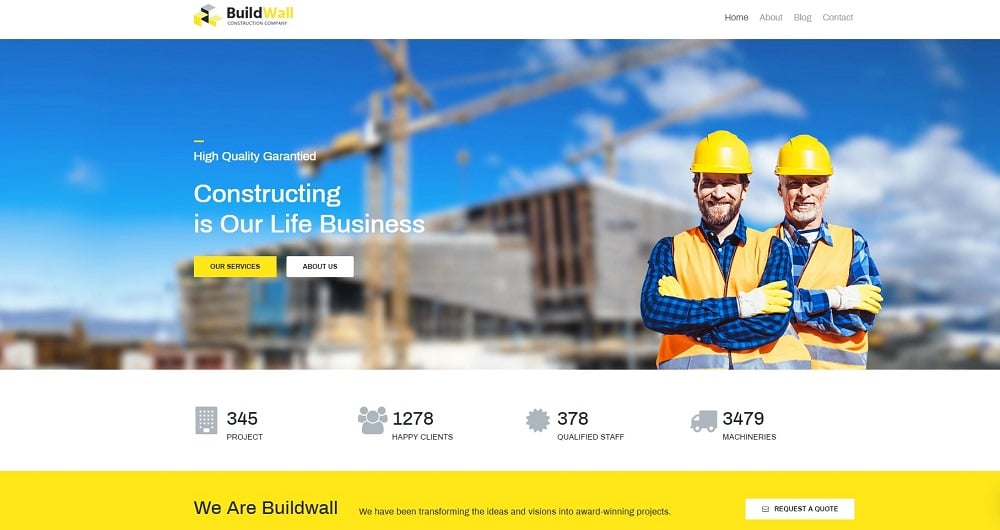 BuildWall
CONSTRUCTION COMPANY
Home About Blog Contact
High Quality Garantied
Constructing
is Our Life Business
OUR SERVICES ABOUT US
345 1278 378 3479
PROJECT HAPPY CLIENTS QUALIFIED STAFF MACHINERIES
We Are Buildwall We have been transforming the ideas and visions into award-winning projects. REQUEST A QUOTE